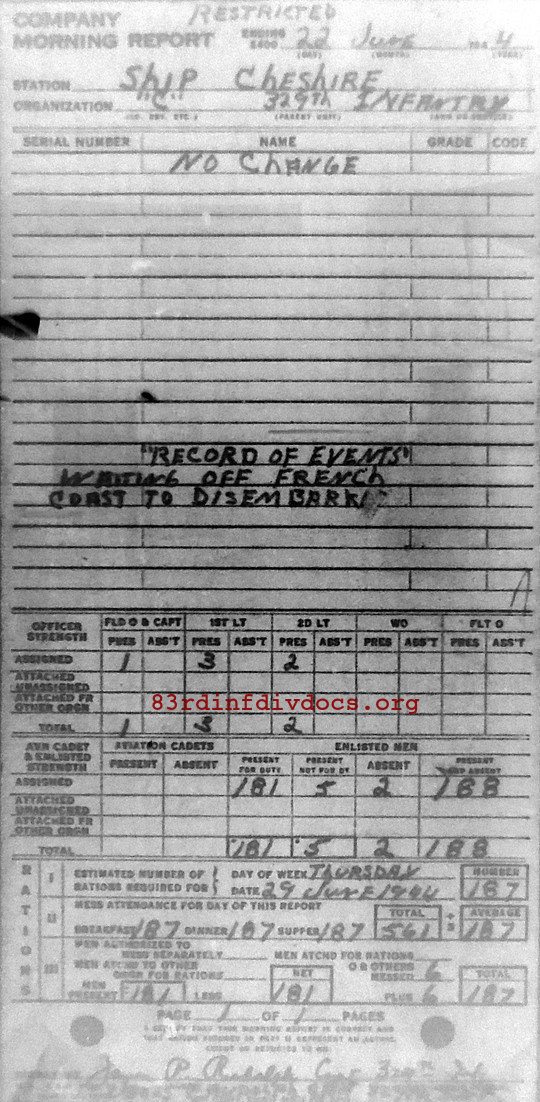 RESTRICTED
COMPANY
MORNING REPORT ENDING 2400 22 June 194 4
(DAY) (MONTH) (YEAR)
STATION Ship CHESHIRE
ORGANIZATION "C" 329th INFANTRY
(PARENT UNIT)
SERIAL NUMBER NAME GRADE CODE
NO ChANGE
"RECORD OF EVENTS"
WAITING OFF FRENCh
COAST TO DISEMBARK"
OFFICER STRENGTH FLD O & CAPT 1ST LT 2D LT WO FLT O
PRES ABS'T PRES ABS'T PRES ABS'T PRES ABS'T PRES ABS'T
ASSIGNED 1 3 2
ATTACHED UNASSIGNED
ATTACHED FR OTHER ORGN
83rdinfdivdocs.org
TOTAL 1 3 2
AVN CADET & ENLISTED STRENGTH AVIATION CADETS ENLISTED MEN
PRESENT ABSENT PRESENT FOR DUTY PRESENT NOT FOR DY ABSENT PRESENT AND ABSENT
ASSIGNED 181 5 2 188
ATTACHED UNASSIGNED
ATTACHED FR OTHER ORGN
TOTAL 181 5 2 188
RATIONS
I ESTIMATED NUMBER OF RATIONS REQUIRED FOR DAY OF WEEK THURSDAY NUMBER
DATE 29 June 1944 187
II MESS ATTENDANCE FOR DAY OF THIS REPORT TOTAL ÷ 3 AVERAGE
BREAKFAST 187 DINNER 187 SUPPER 187 561 187
III MEN AUTHORIZED TO MESS SEPARATELY MEN ATCHD FOR RATIONS
MEN ATCHD TO OTHER ORGN FOR RATIONS NET O & OTHERS MESSED 6 TOTAL
MEN PRESENT 181 LESS 181 PLUS 6 187
PAGE 1 OF 1 PAGES